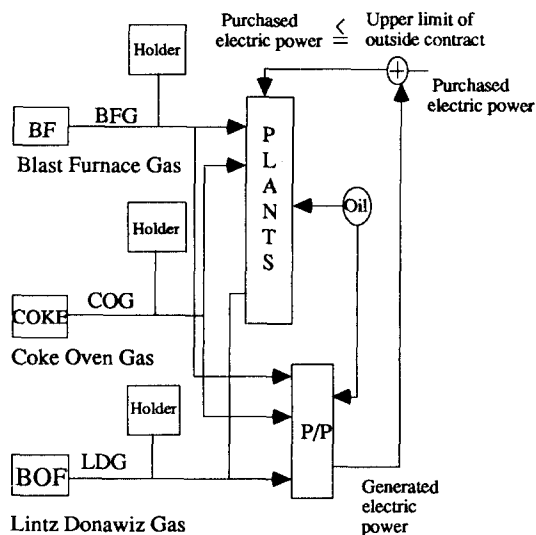 Purchased electric power ≦ Upper limit of outside contract
Holder
Purchased
electric power
BF
BFG
Blast Furnace Gas
PLANTS
Oil
Holder
COKE
COG
Coke Oven Gas
Holder
P/P
BOF
LDG
Lintz Donawiz Gas
Generated
electric
power